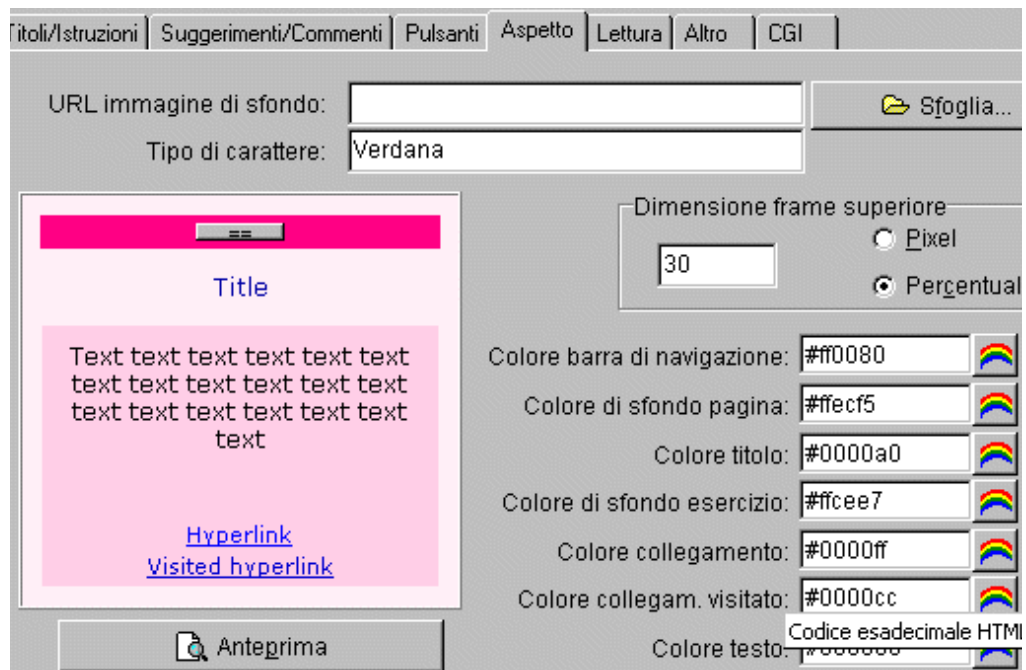 Titoli/Istruzioni Suggerimenti/Commenti Pulsanti Aspetto Lettura Altro CGI
URL immagine di sfondo: Sfoglia...
Tipo di carattere: Verdana
Dimensione frame superiore
==
Pixel
30
Title
Percentual
Text text text text text text
text text text text text text
text text text text text text
text
Hyperlink
Visited hyperlink
Anteprima
Colore barra di navigazione: #ff0080
Colore di sfondo pagina: #ffecf5
Colore titolo: #0000a0
Colore di sfondo esercizio: #ffcee7
Colore collegamento: #0000ff
Colore collegam. visitato: #0000cc
Codice esadecimale HTML
Colore testo: